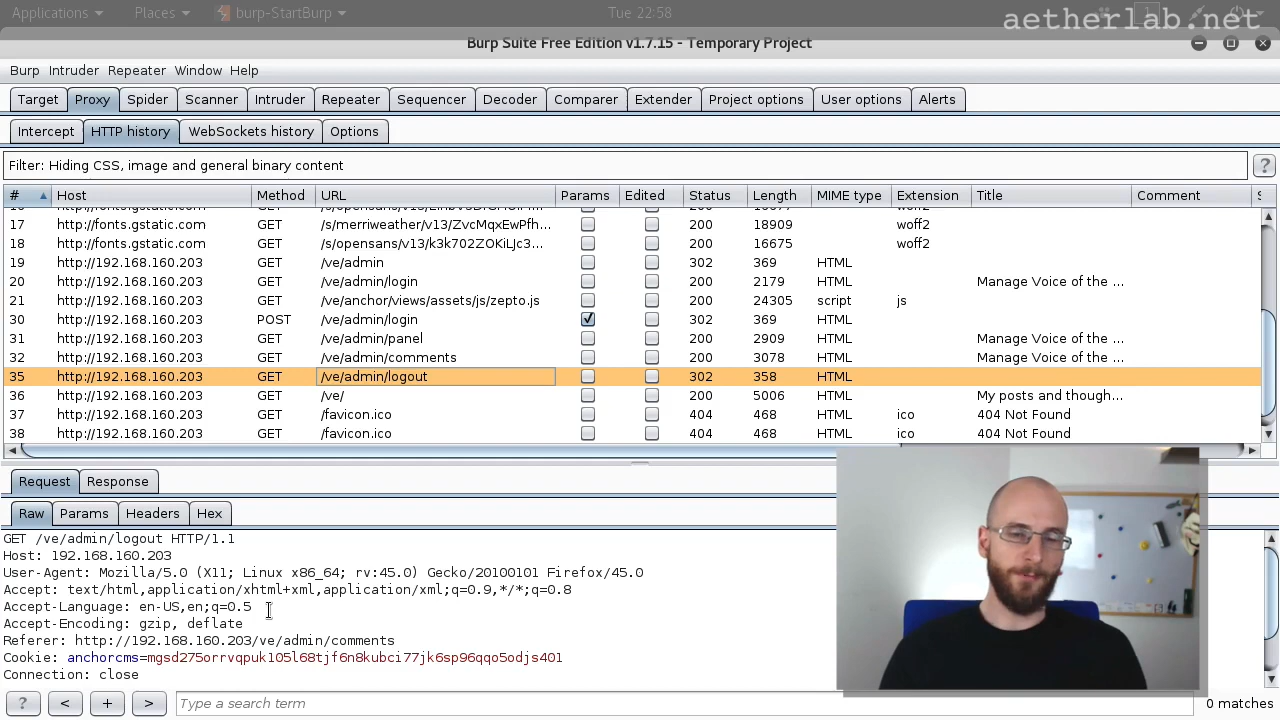 Applications Places burp-StartBurp Tue 22:58 1
aetherlab.net
Burp Suite Free Edition v1.7.15 - Temporary Project
Burp Intruder Repeater Window Help
Target Proxy Spider Scanner Intruder Repeater Sequencer Decoder Comparer Extender Project options User options Alerts
Intercept HTTP history WebSockets history Options
Filter: Hiding CSS, image and general binary content ?
# Host Method URL Params Edited Status Length MIME type Extension Title Comment S
17 http://fonts.gstatic.com GET /s/merriweather/v13/ZvcMqxEwPfh... 200 18909 woff2
18 http://fonts.gstatic.com GET /s/opensans/v13/k3k702ZOKiLJc3... 200 16675 woff2
19 http://192.168.160.203 GET /ve/admin 302 369 HTML
20 http://192.168.160.203 GET /ve/admin/login 200 2179 HTML Manage Voice of the ...
21 http://192.168.160.203 GET /ve/anchor/views/assets/js/zepto.js 200 24305 script js
30 http://192.168.160.203 POST /ve/admin/login 302 369 HTML
31 http://192.168.160.203 GET /ve/admin/panel 200 2909 HTML Manage Voice of the ...
32 http://192.168.160.203 GET /ve/admin/comments 200 3078 HTML Manage Voice of the ...
35 http://192.168.160.203 GET /ve/admin/logout 302 358 HTML
36 http://192.168.160.203 GET /ve/ 200 5006 HTML My posts and though...
37 http://192.168.160.203 GET /favicon.ico 404 468 HTML ico 404 Not Found
38 http://192.168.160.203 GET /favicon.ico 404 468 HTML ico 404 Not Found
Request Response
Raw Params Headers Hex
GET /ve/admin/logout HTTP/1.1
Host: 192.168.160.203
User-Agent: Mozilla/5.0 (X11; Linux x86_64; rv:45.0) Gecko/20100101 Firefox/45.0
Accept: text/html,application/xhtml+xml,application/xml;q=0.9,*/*;q=0.8
Accept-Language: en-US,en;q=0.5
Accept-Encoding: gzip, deflate
Referer: http://192.168.160.203/ve/admin/comments
Cookie: anchorcms=mgsd275orrvqpuk105l68tjf6n8kubci77jk6sp96qqo5odjs401
Connection: close
? < + > Type a search term 0 matches